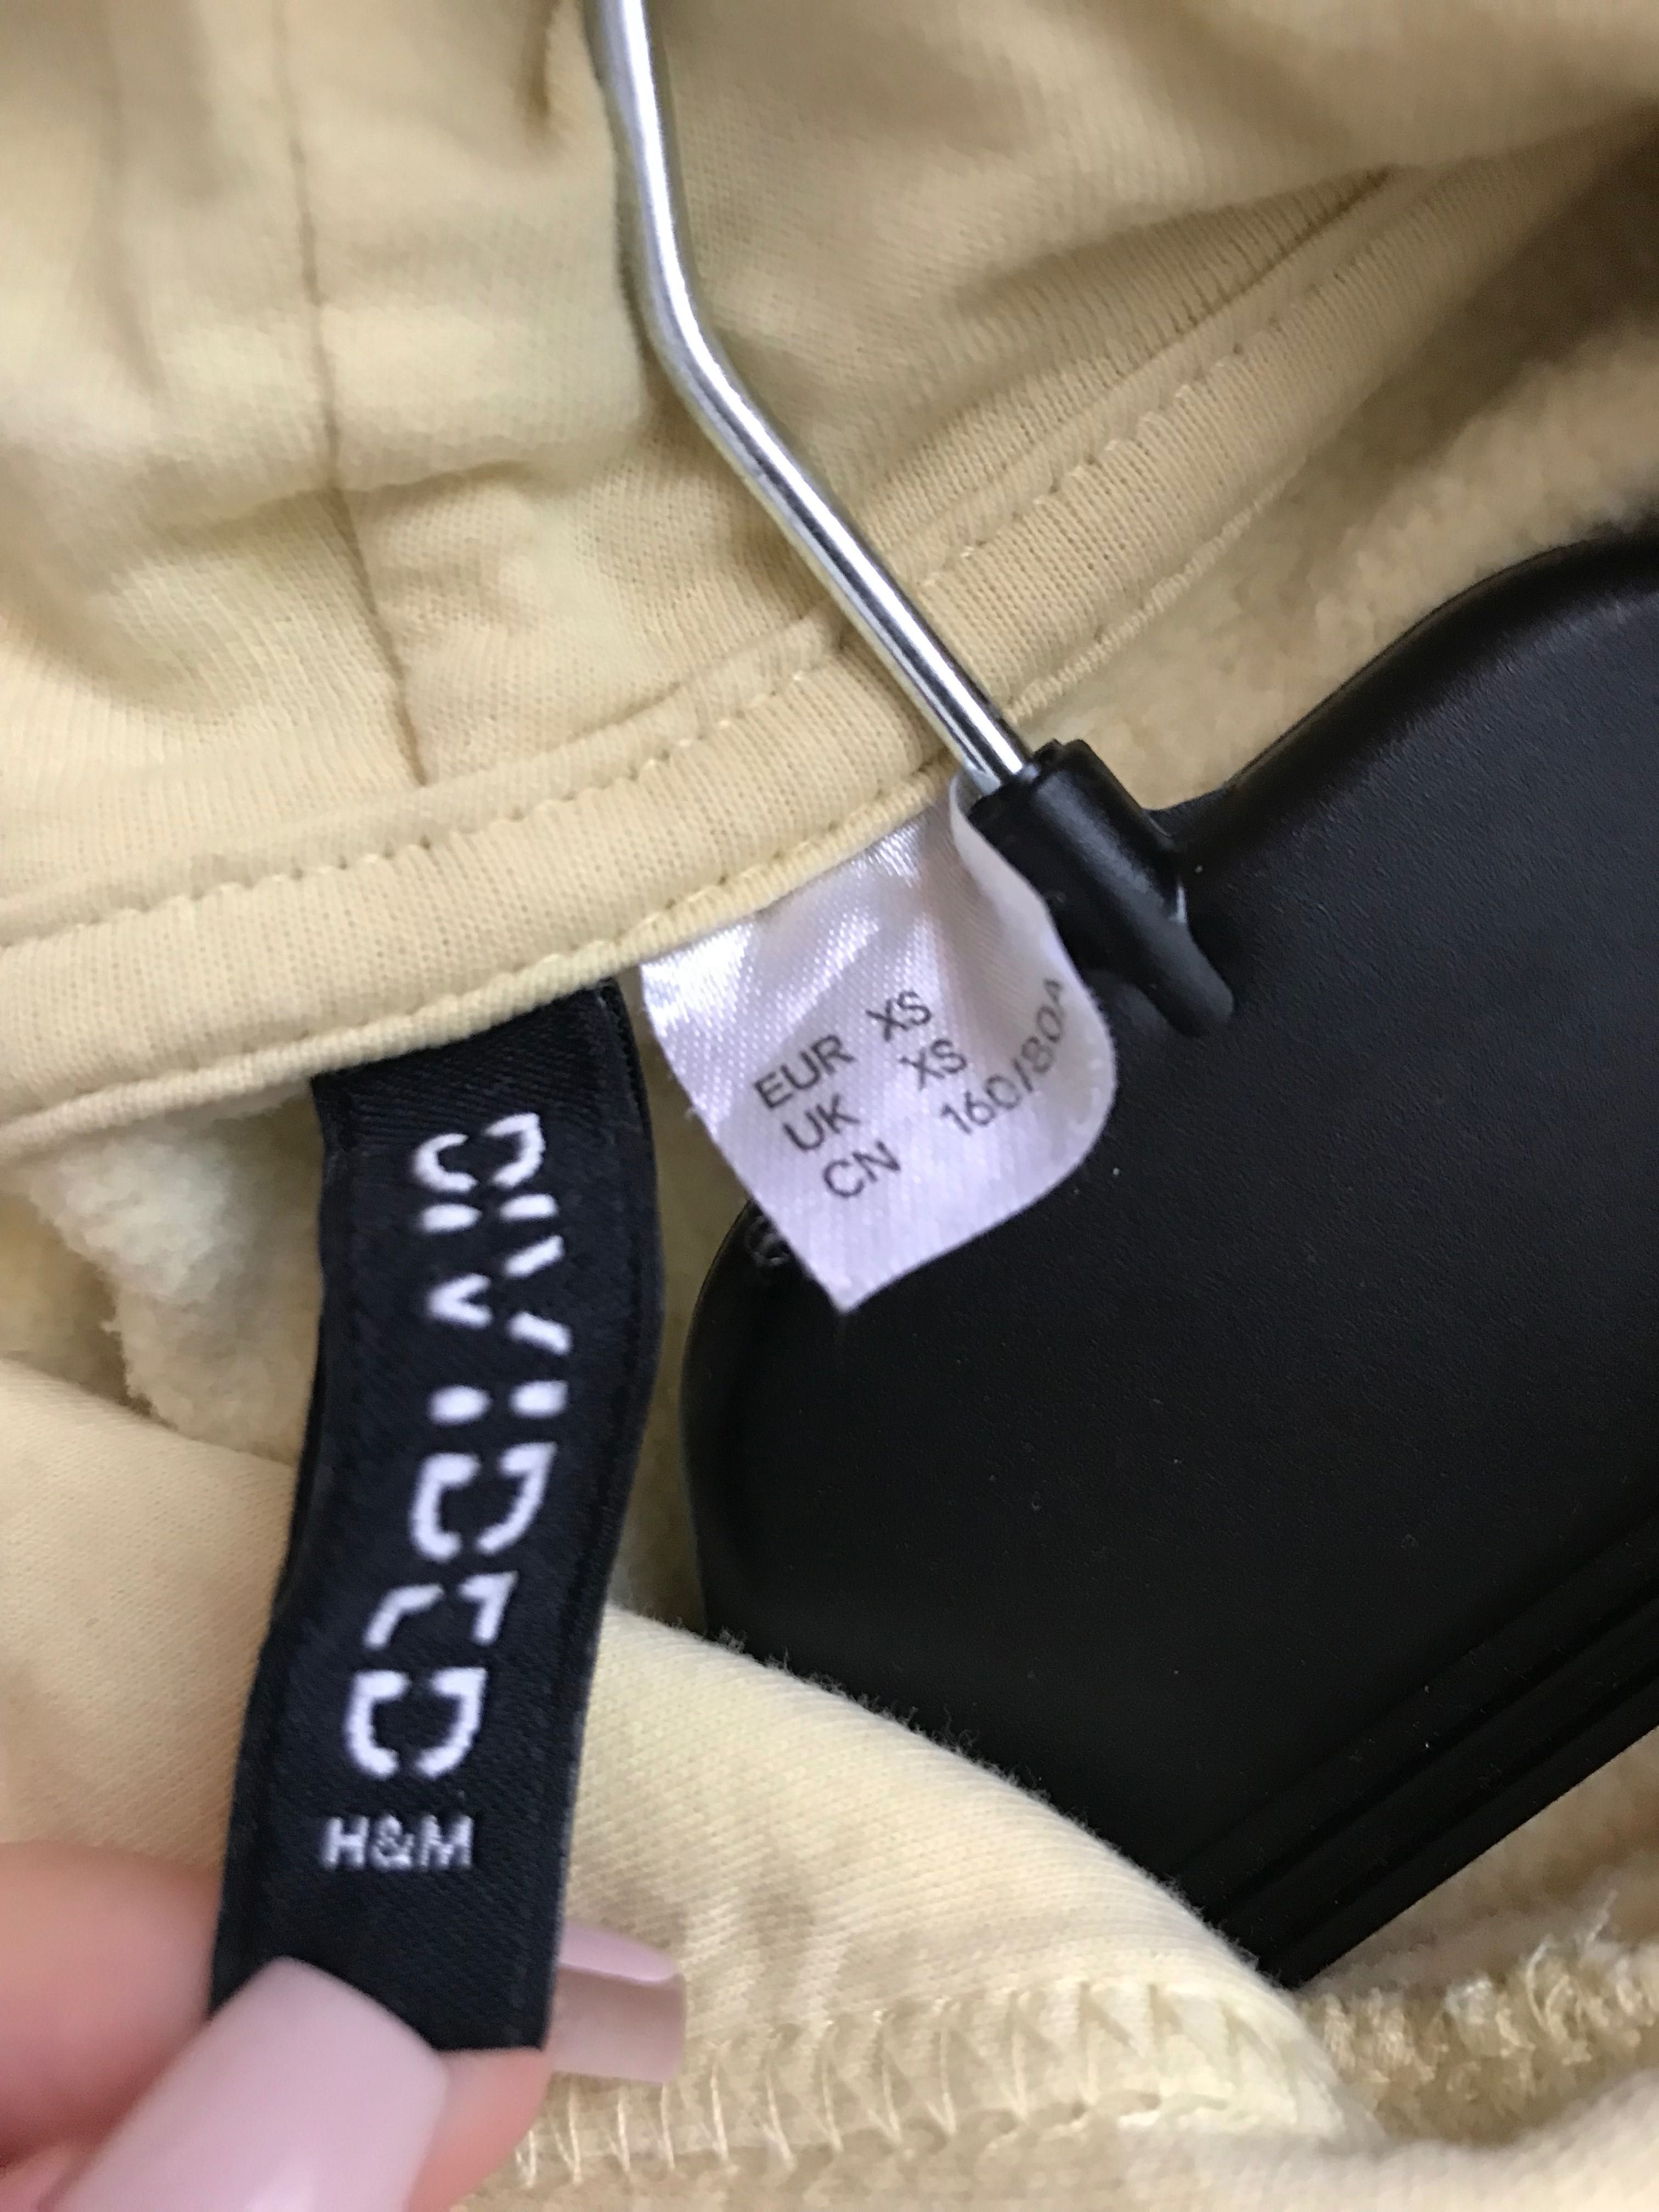 DIVIDED
H&M
EUR XS
UK XS
CN 160/80A